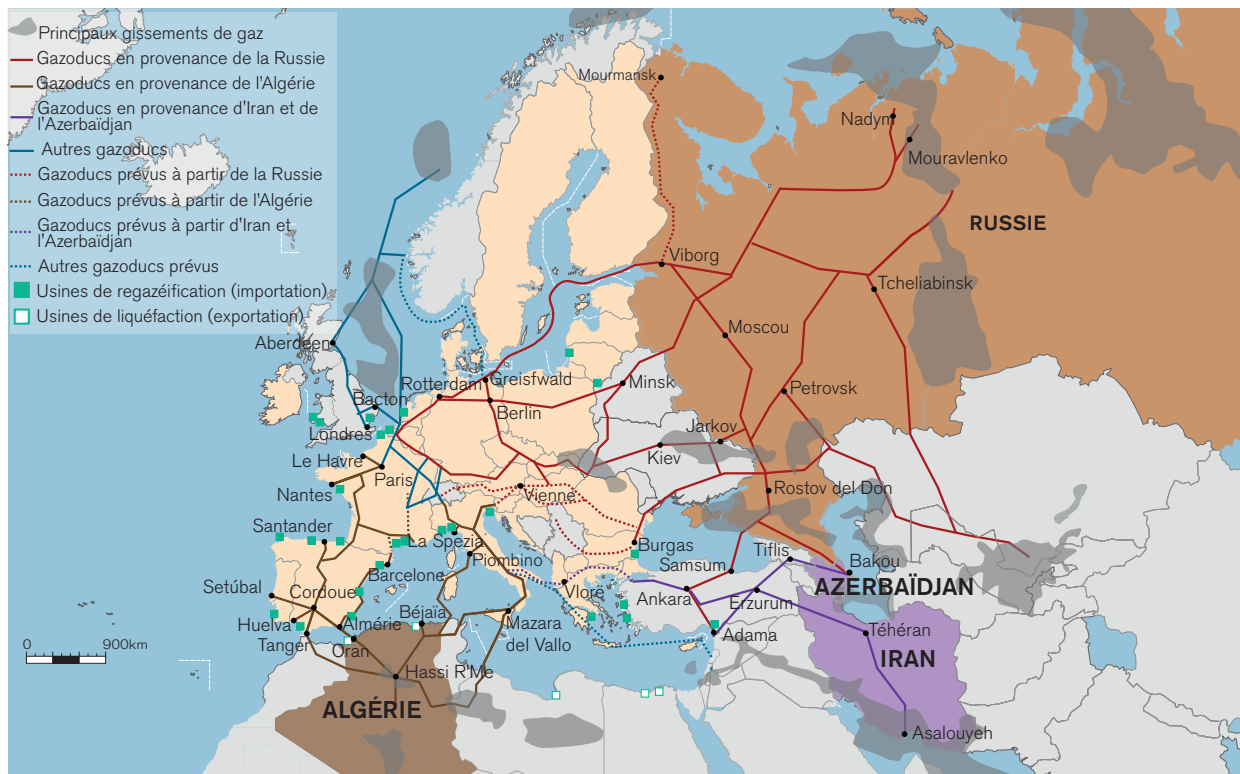 Principaux gissements de gaz
Gazoducs en provenance de la Russie
Gazoducs en provenance de l'Algérie
Gazoducs en provenance d'Iran et de
l'Azerbaïdjan
Autres gazoducs
Gazoducs prévus à partir de la Russie
Gazoducs prévus à partir de l'Algérie
Gazoducs prévus à partir d'Iran et
l'Azerbaïdjan
Autres gazoducs prévus
Usines de regazéification (importation)
Usines de liquéfaction (exportation)
Mourmansk
Nadym
Mouravlenko
RUSSIE
Viborg
Tcheliabinsk
Moscou
Aberdeen
Rotterdam
Greisfwald
Minsk
Petrovsk
Bacton
Berlin
Londres
Jarkov
Kiev
Le Havre
Paris
Nantes
Vienne
Rostov del Don
Santander
La Spezia
Burgas
Tiflis
Piombino
Samsum
Bakou
Barcelone
AZERBAÏDJAN
Setúbal
Cordoue
Vlorë
Ankara
Erzurum
Béjaïa
Huelva
Almérie
Mazara
del Vallo
Adama
Téhéran
Tanger
Oran
IRAN
0
900km
Hassi R'Me
ALGÉRIE
Asalouyeh